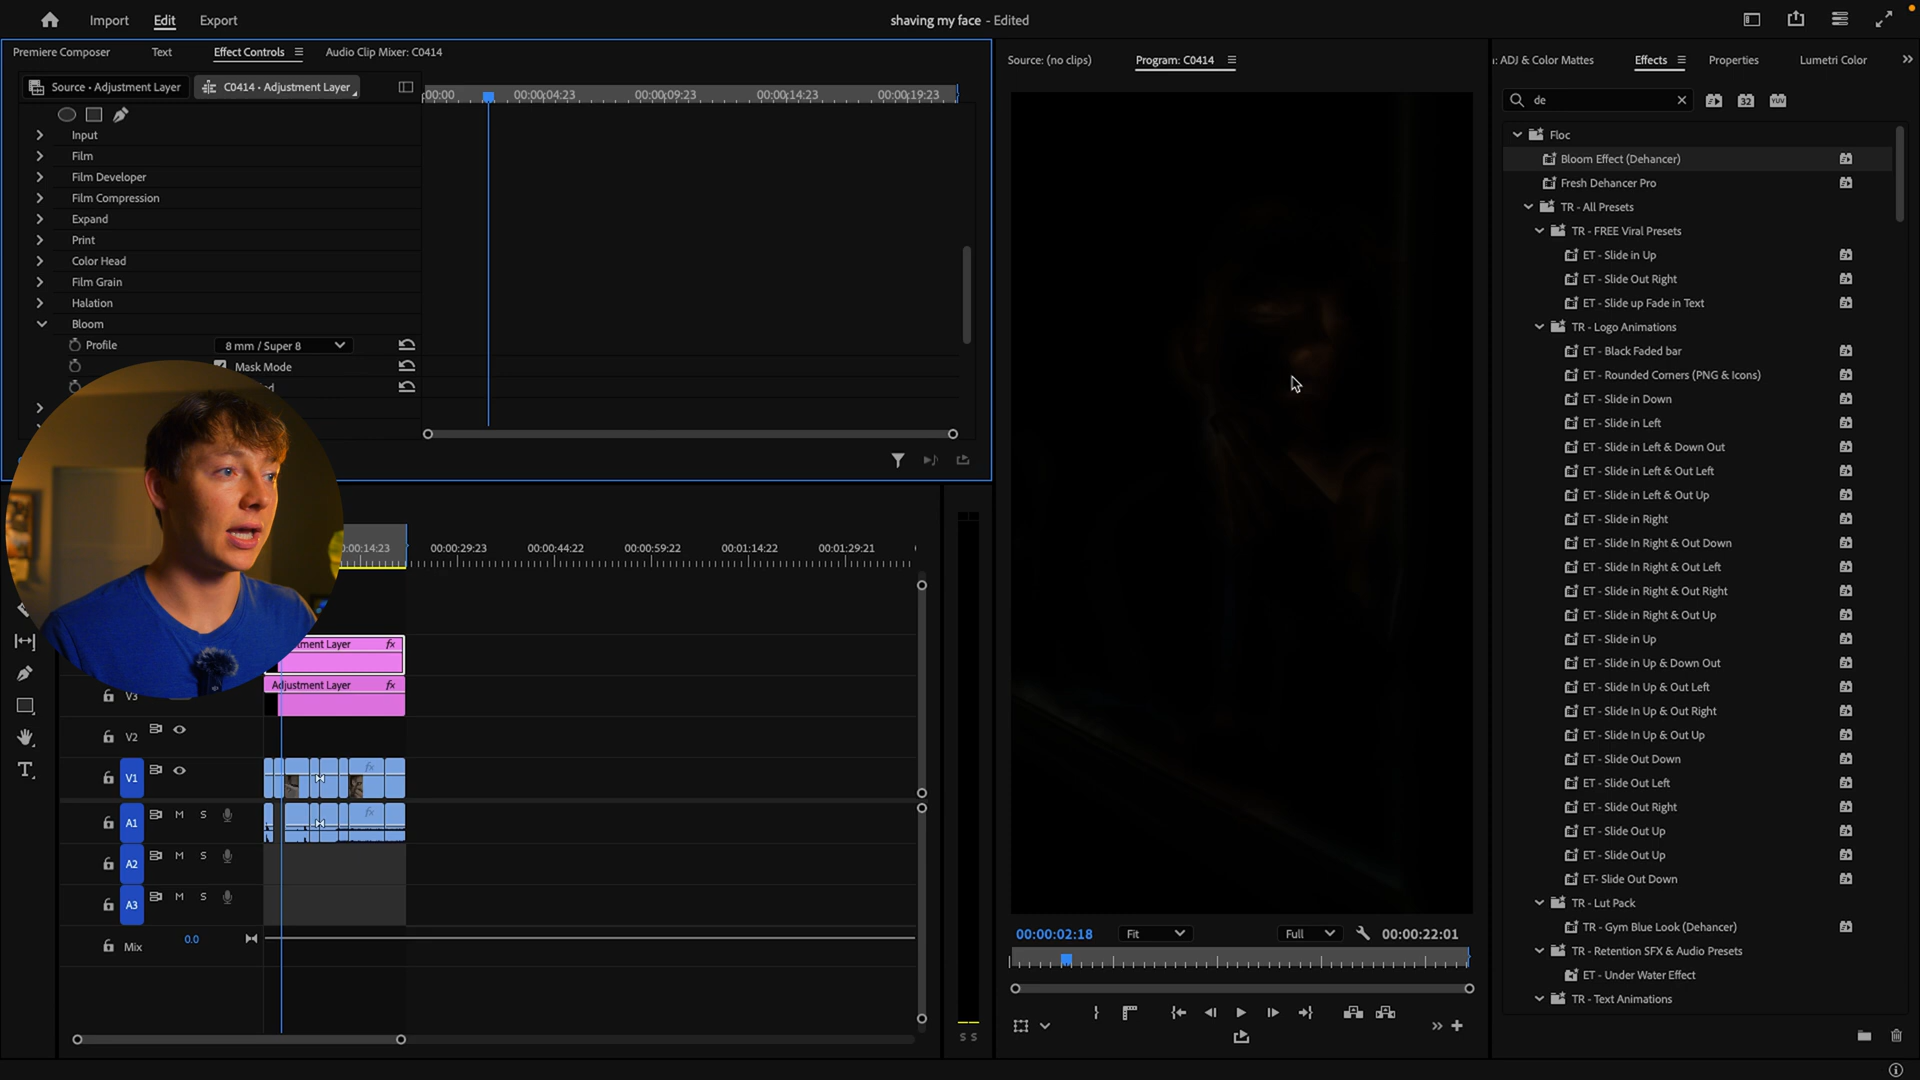 Import
Edit
Export
shaving my face - Edited
Premiere Composer
Text
Effect Controls
Audio Clip Mixer: C0414
Source • Adjustment Layer
C0414 • Adjustment Layer
:00:00
00:00:04:23
00:00:09:23
00:00:14:23
00:00:19:23
Input
Film
Film Developer
Film Compression
Expand
Print
Color Head
Film Grain
Halation
Bloom
Profile
8 mm / Super 8
Mask Mode
Source: (no clips)
Program: C0414
: ADJ & Color Mattes
Effects
Properties
Lumetri Color
de
32
YUV
Floc
Bloom Effect (Dehancer)
Fresh Dehancer Pro
TR - All Presets
TR - FREE Viral Presets
ET - Slide in Up
ET - Slide Out Right
ET - Slide up Fade in Text
TR - Logo Animations
ET - Black Faded bar
ET - Rounded Corners (PNG & Icons)
ET - Slide in Down
ET - Slide in Left
ET - Slide in Left & Down Out
ET - Slide in Left & Out Left
ET - Slide in Left & Out Up
ET - Slide in Right
ET - Slide In Right & Out Down
ET - Slide In Right & Out Left
ET - Slide in Right & Out Right
ET - Slide in Right & Out Up
ET - Slide in Up
ET - Slide in Up & Down Out
ET - Slide In Up & Out Left
ET - Slide In Up & Out Right
ET - Slide in Up & Out Up
ET - Slide Out Down
ET - Slide Out Left
ET - Slide Out Right
ET - Slide Out Up
ET - Slide Out Up
ET- Slide Out Down
TR - Lut Pack
TR - Gym Blue Look (Dehancer)
TR - Retention SFX & Audio Presets
ET - Under Water Effect
TR - Text Animations
0:00:14:23
00:00:29:23
00:00:44:22
00:00:59:22
00:01:14:22
00:01:29:21
tment Layer
fx
Adjustment Layer
fx
V3
V2
V1
fx
A1
M
S
fx
A2
M
S
A3
M
S
Mix
0.0
S S
00:00:02:18
Fit
Full
00:00:22:01